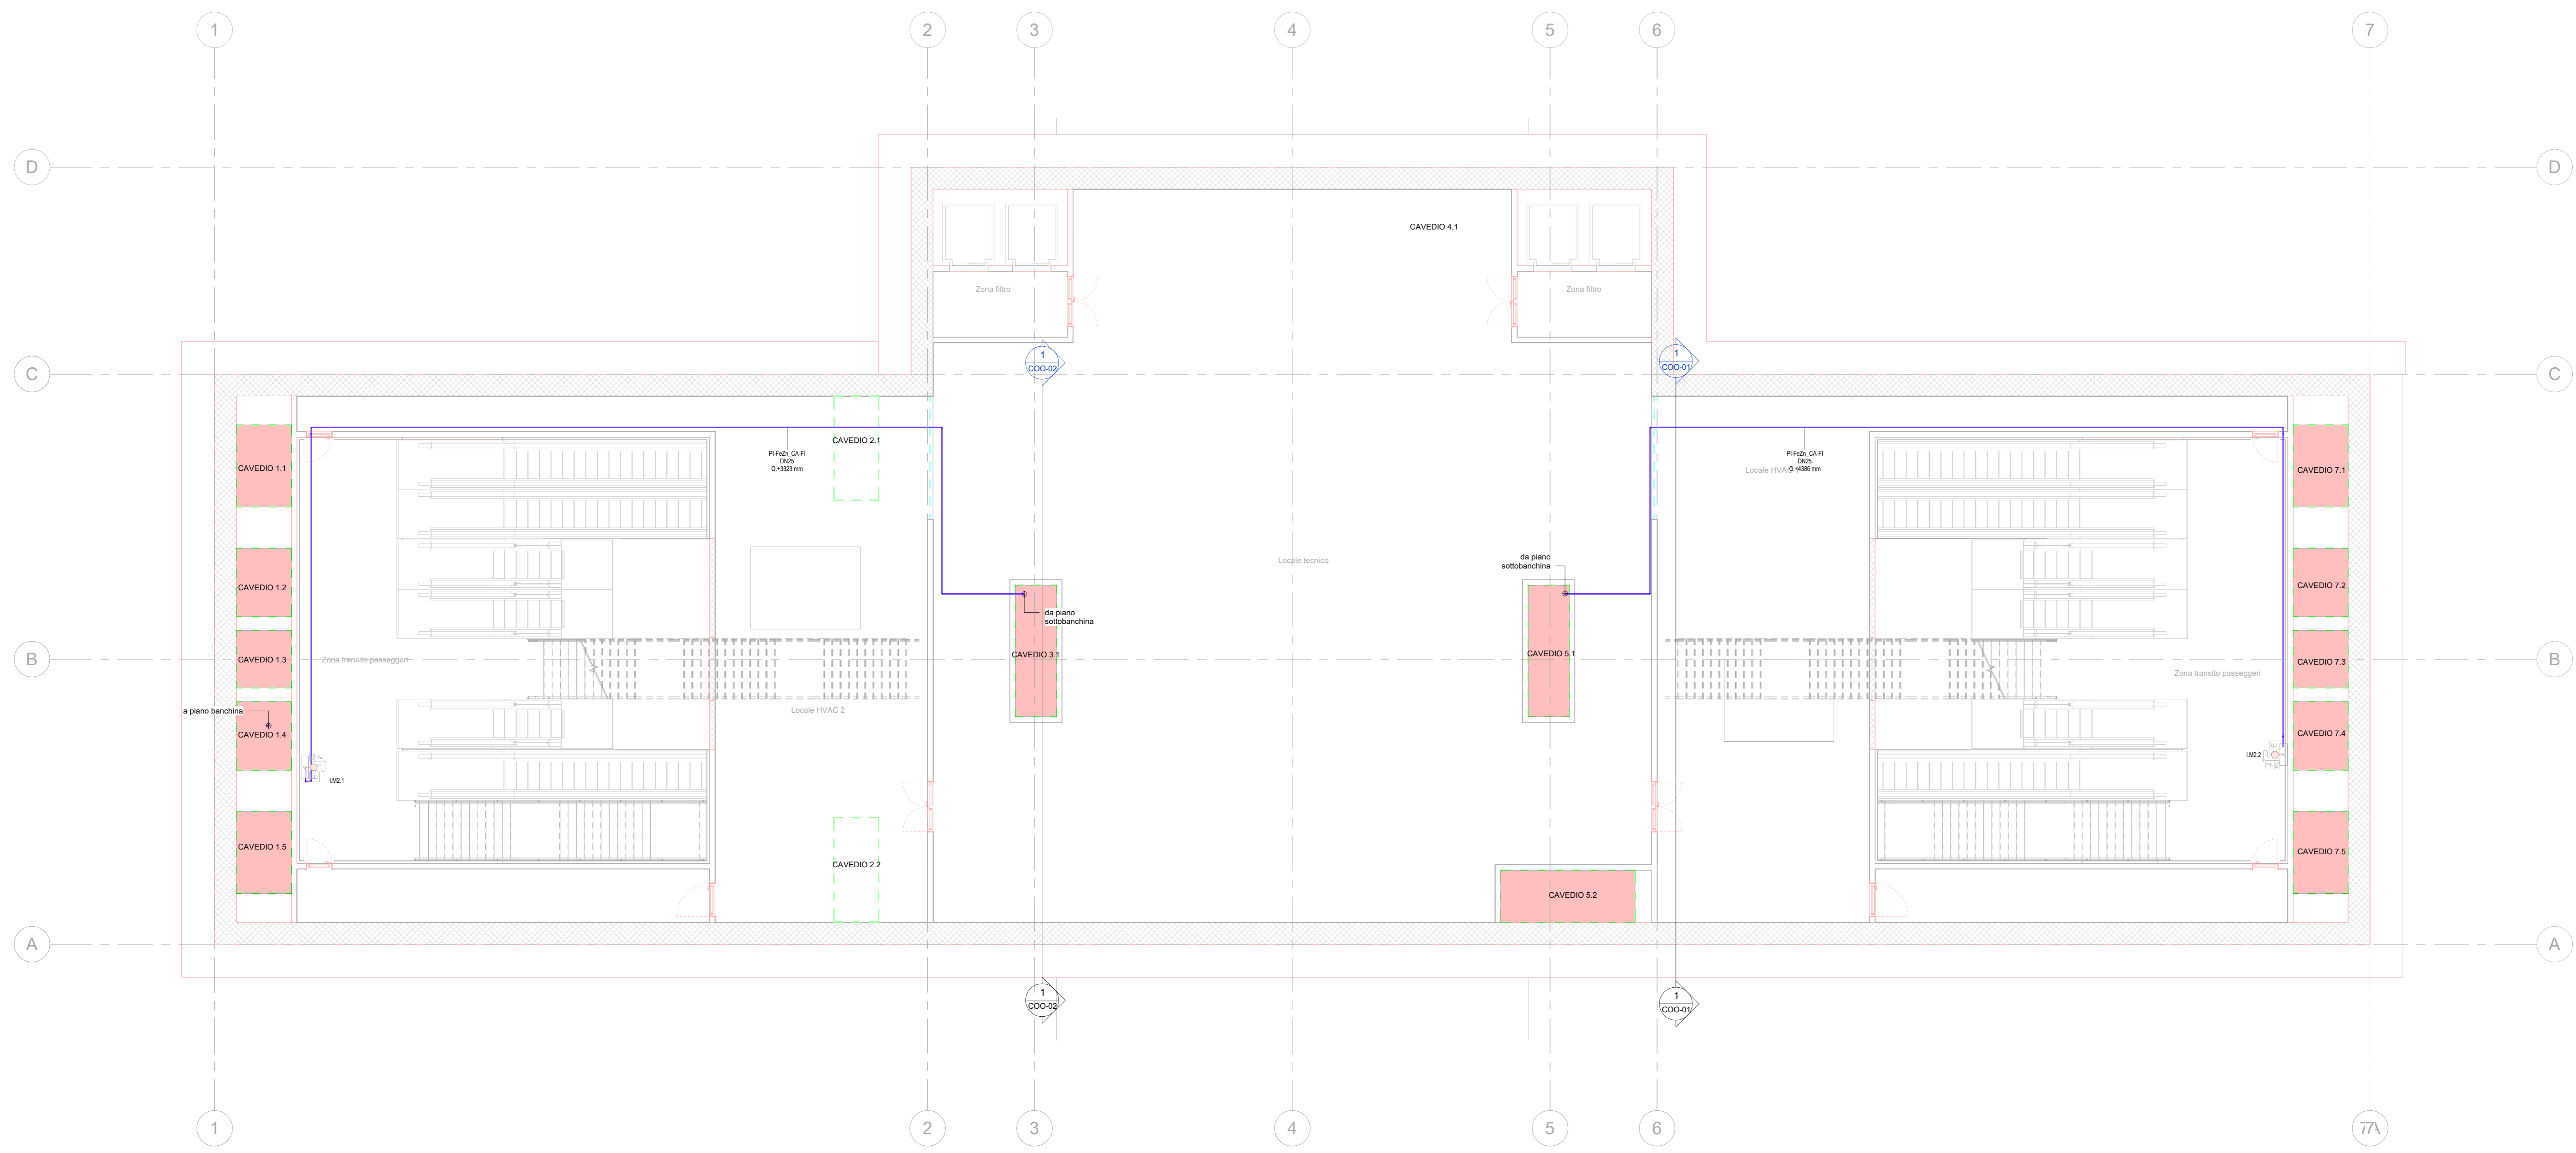 1 2 3 4 5 6 7
D D
CAVEDIO 4.1
Zona filtro Zona filtro
1 1
COO-02 COO-01
C C
CAVEDIO 2.1
PI-FeZn_CA-FI PI-FeZn_CA-FI
DN25 DN25
Q.+3323 mm Q.+4386 mm
CAVEDIO 1.1 Locale HVAC CAVEDIO 7.1
da piano
sottobanchina
Locale tecnico
CAVEDIO 1.2 CAVEDIO 7.2
da piano
sottobanchina
CAVEDIO 3.1 CAVEDIO 5.1
B B
CAVEDIO 1.3 Zona transito passeggeri CAVEDIO 7.3
Zona transito passeggeri
a piano banchina Locale HVAC 2
CAVEDIO 1.4 CAVEDIO 7.4
I.M2.1 I.M2.2
CAVEDIO 1.5 CAVEDIO 2.2 CAVEDIO 7.5
CAVEDIO 5.2
A A
1 1
COO-02 COO-01
1 2 3 4 5 6